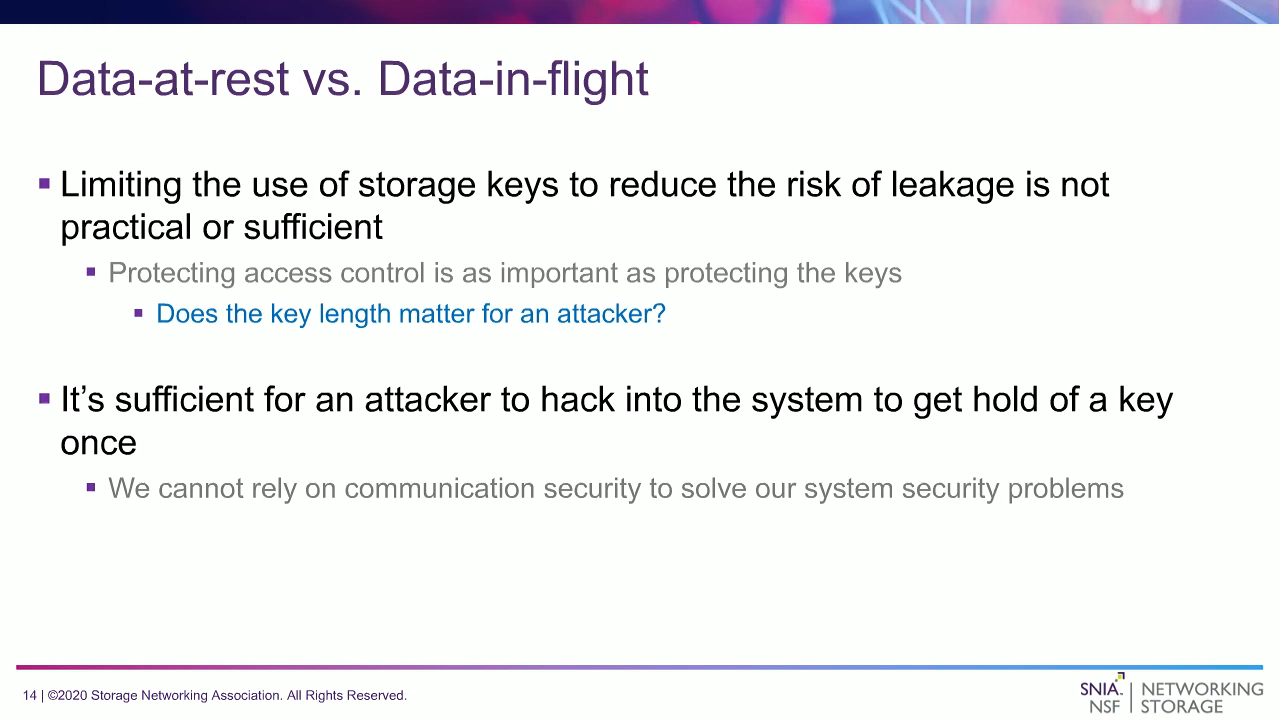 Data-at-rest vs. Data-in-flight
Limiting the use of storage keys to reduce the risk of leakage is not
practical or sufficient
Protecting access control is as important as protecting the keys
Does the key length matter for an attacker?
It’s sufficient for an attacker to hack into the system to get hold of a key
once
We cannot rely on communication security to solve our system security problems
14 | ©2020 Storage Networking Association. All Rights Reserved.
SNIA. | NETWORKING
NSF | STORAGE